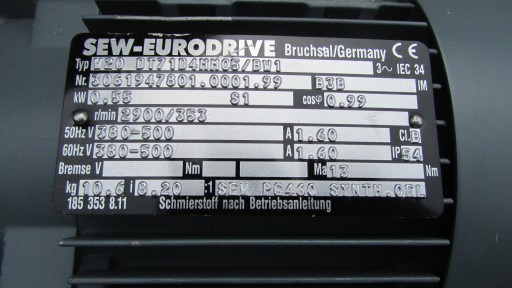 SEW-EURODRIVE Bruchsal/Germany CE
Typ DT71D4MM05/BW1 3~ IEC 34
Nr. 3061947801.0001.99 B3B IM
kW 0.55 S1 cosφ 0.99
r/min 2900/353
50Hz V 380-500 A 1.60 Cl. B
60Hz V 380-500 A 1.60 IP 54
Bremse V Nm Ma 13 Nm
kg 10.6 i 8.20 :1 SEW PG460 SYNTH.OEL
185 353 8.11 Schmierstoff nach Betriebsanleitung